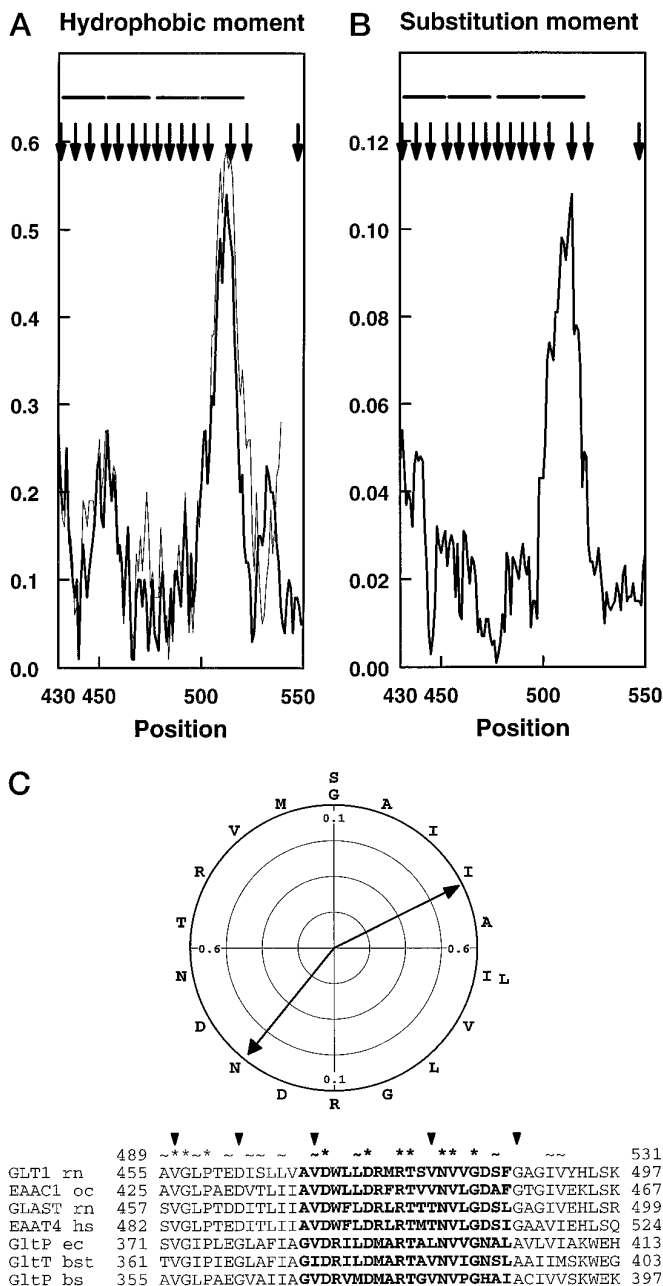 A Hydrophobic moment
B Substitution moment
0.6
0.5
0.4
0.3
0.2
0.1
0.0
430 450 500 550
Position
0.12
0.10
0.08
0.06
0.04
0.02
0.00
430 450 500 550
Position
C
S
G
M A
V I
R I
T A
N I L
D V
N L
D R G
0.1
0.6 0.6
0.1
489 ~**~* ~ ~~ ~ ~* ~* ** * ** * ~ ~~ 531
GLT1 rn 455 AVGLPTEDISLLVAVDWLLDRMRTSVNVVGDSFGAGIVYHLSK 497
EAAC1 oc 425 AVGLPAEDVTLIIAVDWLLDRFRTVVNVLGDAFGTGIVEKLSK 467
GLAST rn 457 SVGLPTDDITLIIAVDWFLDRLRTTTNVLGDSLGAGIVEHLSR 499
EAAT4 hs 482 SVGLPTEDITLIIAVDWFLDRLRTMTNVLGDSIGAAVIEHLSQ 524
GltP ec 371 SVGIPLEGLAFIAGVDRILDMARTALNVVGNALAVLVIAKWEH 413
GltT bst 361 TVGIPIEGLAFIAGIDRILDMARTAVNVIGNSLAAIIMSKWEG 403
GltP bs 355 AVGIPAEGVAIIAGVDRVMDMARTGVNVVPGHAIACIVVSKWEK 397